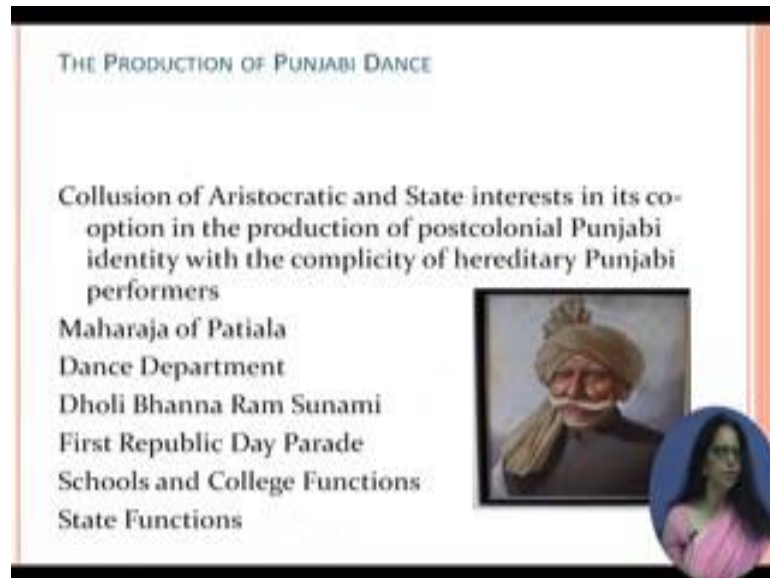 THE PRODUCTION OF PUNJABI DANCE
Collusion of Aristocratic and State interests in its co-
option in the production of postcolonial Punjabi
identity with the complicity of hereditary Punjabi
performers
Maharaja of Patiala
Dance Department
Dholi Bhanna Ram Sunami
First Republic Day Parade
Schools and College Functions
State Functions